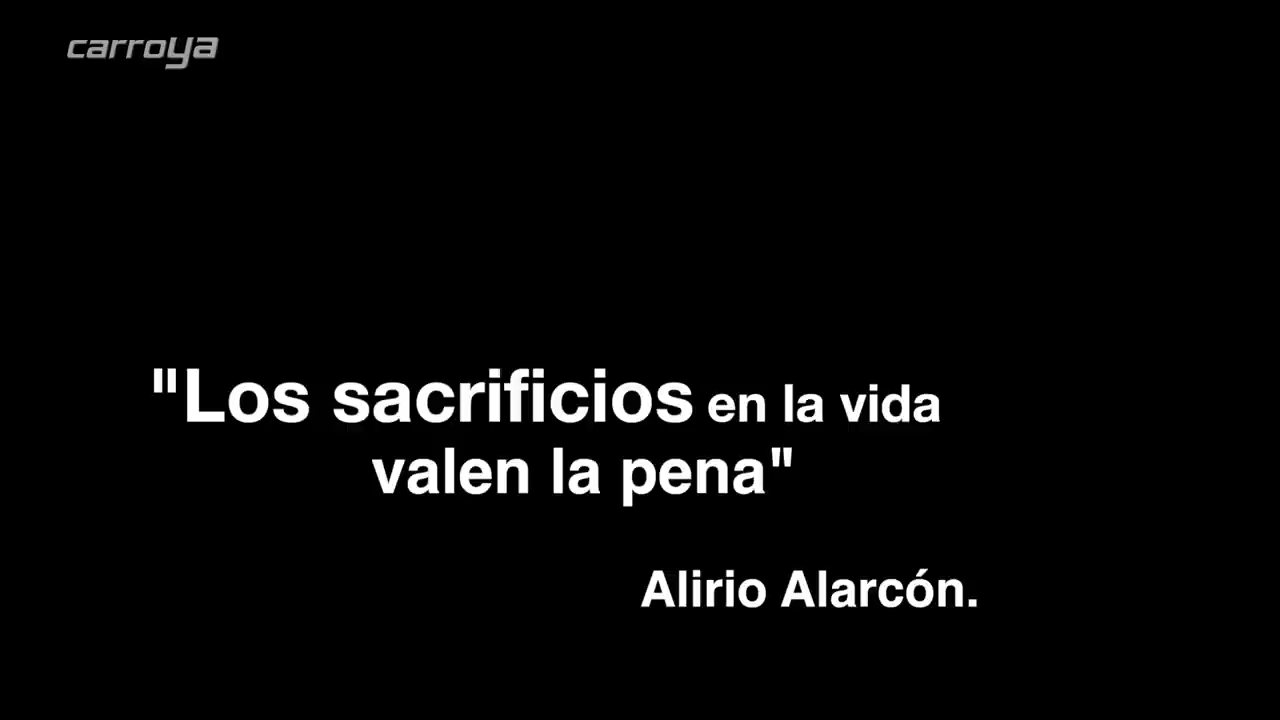 carroya
"Los sacrificios en la vida
valen la pena"
Alirio Alarcón.